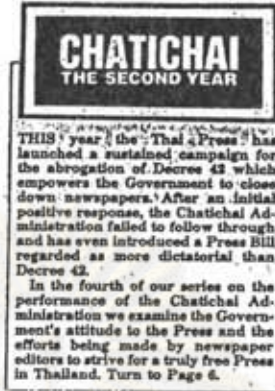 CHATICHAI
THE SECOND YEAR
THIS year the Thai Press has
launched a sustained campaign for
the abrogation of Decree 42 which
empowers the Government to close
down newspapers. After an initial
positive response, the Chatichai Ad-
ministration failed to follow through
and has even introduced a Press Bill
regarded as more dictatorial than
Decree 42.
In the fourth of our series on the
performance of the Chatichai Ad-
ministration we examine the Govern-
ment's attitude to the Press and the
efforts being made by newspaper
editors to strive for a truly free Press
in Thailand. Turn to Page 6.